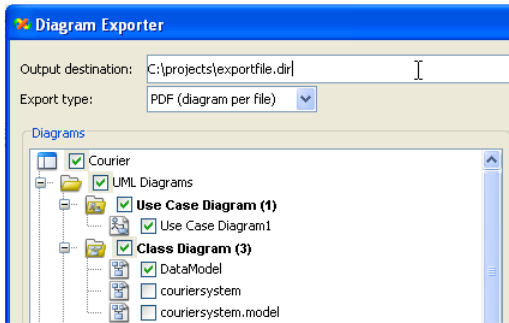 Diagram Exporter
Output destination: C:\projects\exportfile.dir
Export type: PDF (diagram per file)
Diagrams
Courier
UML Diagrams
Use Case Diagram (1)
Use Case Diagram1
Class Diagram (3)
DataModel
couriersystem
couriersystem.model